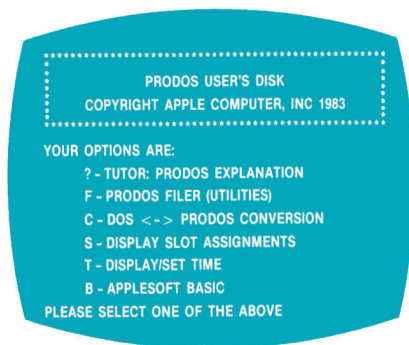 PRODOS USER'S DISK
COPYRIGHT APPLE COMPUTER, INC 1983
YOUR OPTIONS ARE:
? - TUTOR: PRODOS EXPLANATION
F - PRODOS FILER (UTILITIES)
C - DOS <-> PRODOS CONVERSION
S - DISPLAY SLOT ASSIGNMENTS
T - DISPLAY/SET TIME
B - APPLESOFT BASIC
PLEASE SELECT ONE OF THE ABOVE